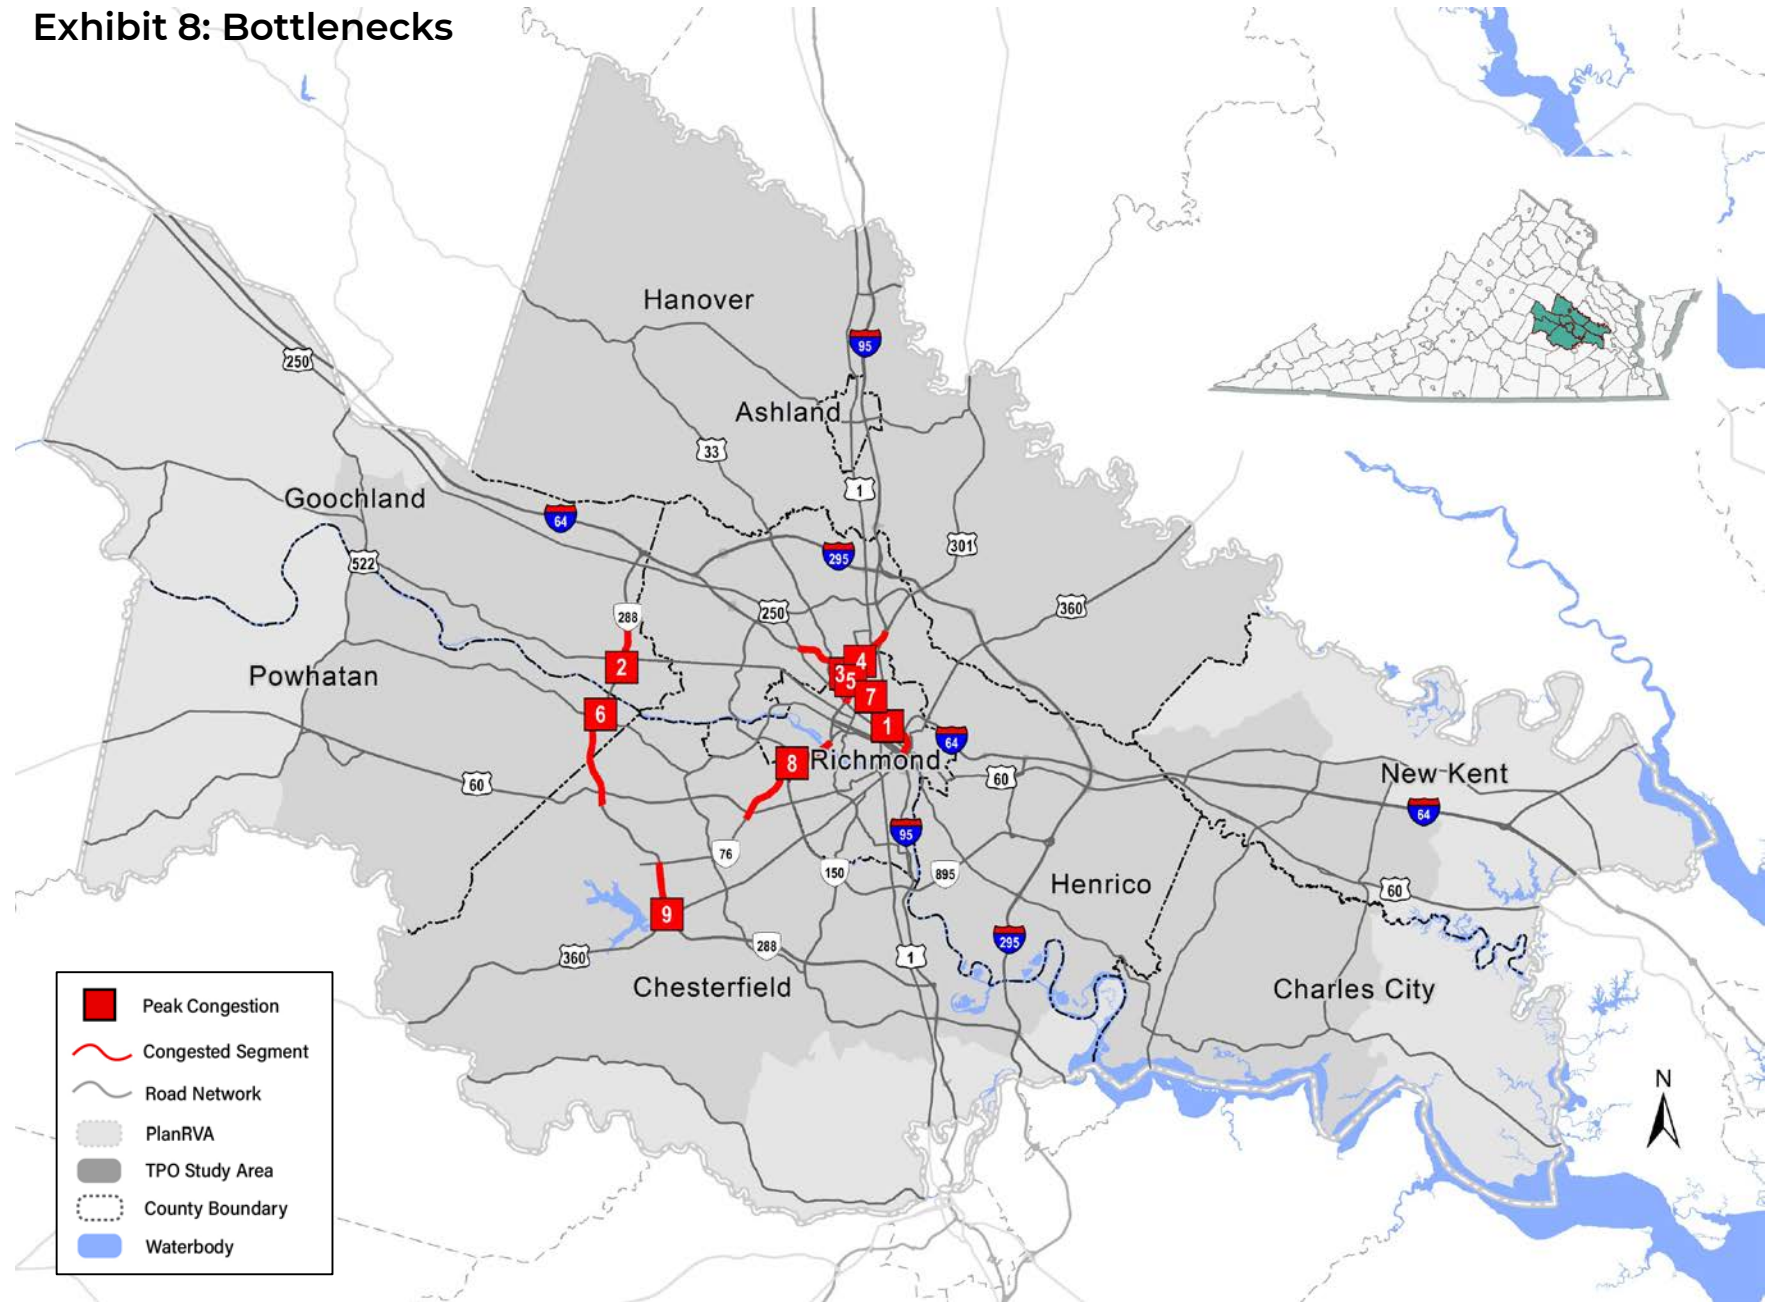 Exhibit 8: Bottlenecks
Hanover
95
250
Ashland
33
1
Goochland
64
301
295
522
360
250
288
4
2
3
5
Powhatan
7
6
1
64
Richmond
8
60
New Kent
60
64
95
76
150
895
Henrico
60
9
295
288
360
1
Chesterfield
Charles City
Peak Congestion
Congested Segment
Road Network
PlanRVA
TPO Study Area
County Boundary
Waterbody
N